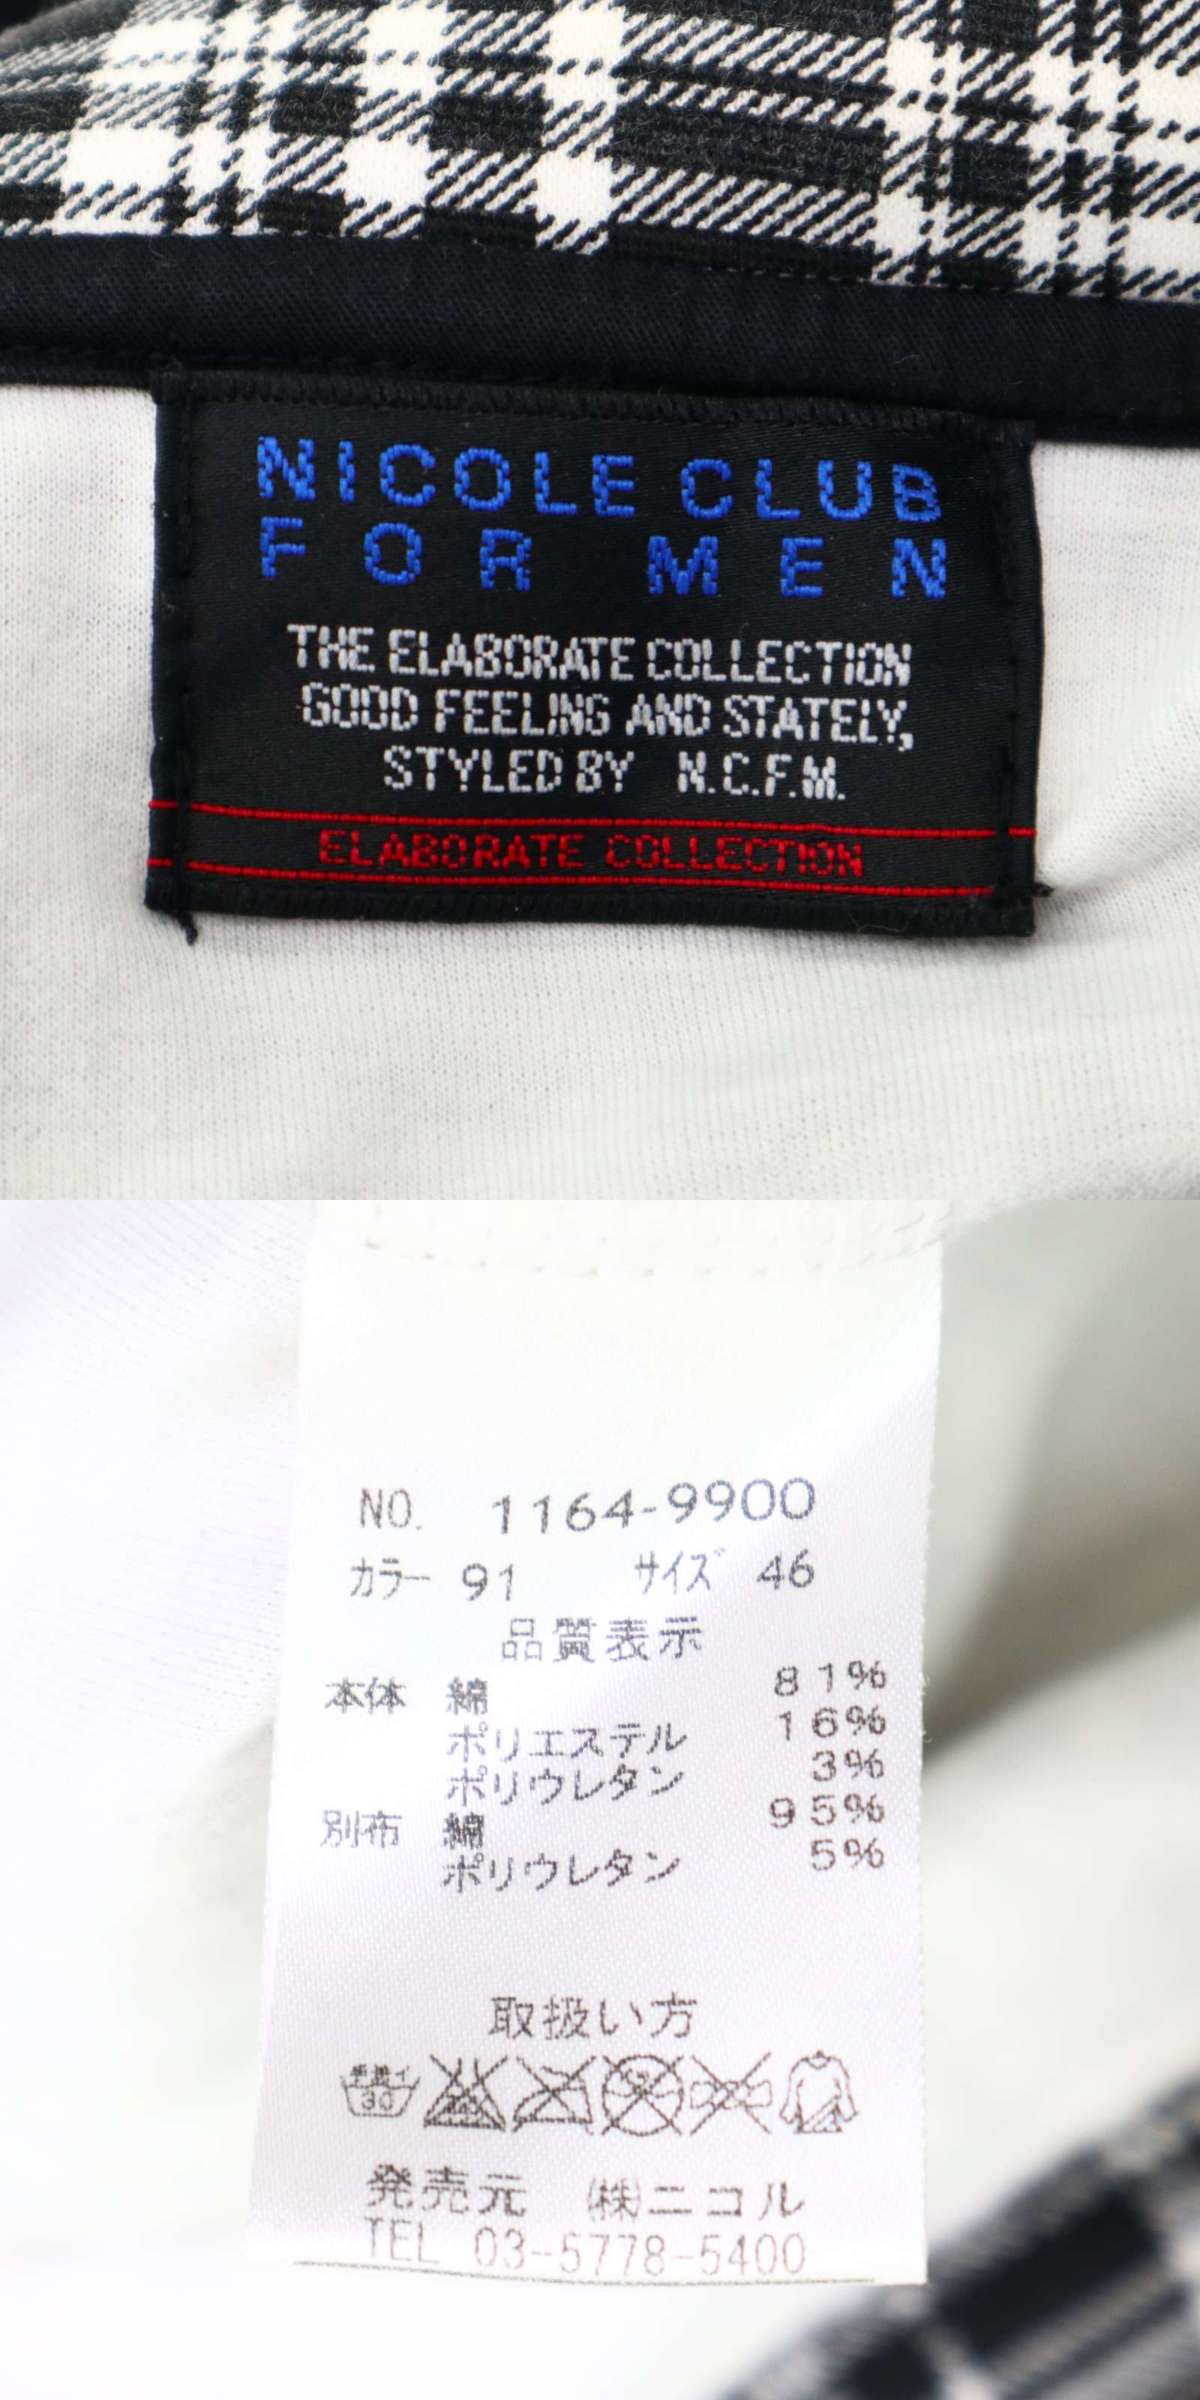 NICOLE CLUB
FOR MEN
THE ELABORATE COLLECTION
GOOD FEELING AND STATELY,
STYLED BY N.C.F.M.
ELABORATE COLLECTION
NO. 1164-9900
カラー 91 サイズ 46
品質表示
本体 綿 81%
ポリエステル 16%
ポリウレタン 3%
別布 綿 95%
ポリウレタン 5%
取扱い方
30
発売元 (株)ニコル
TEL 03-5778-5400